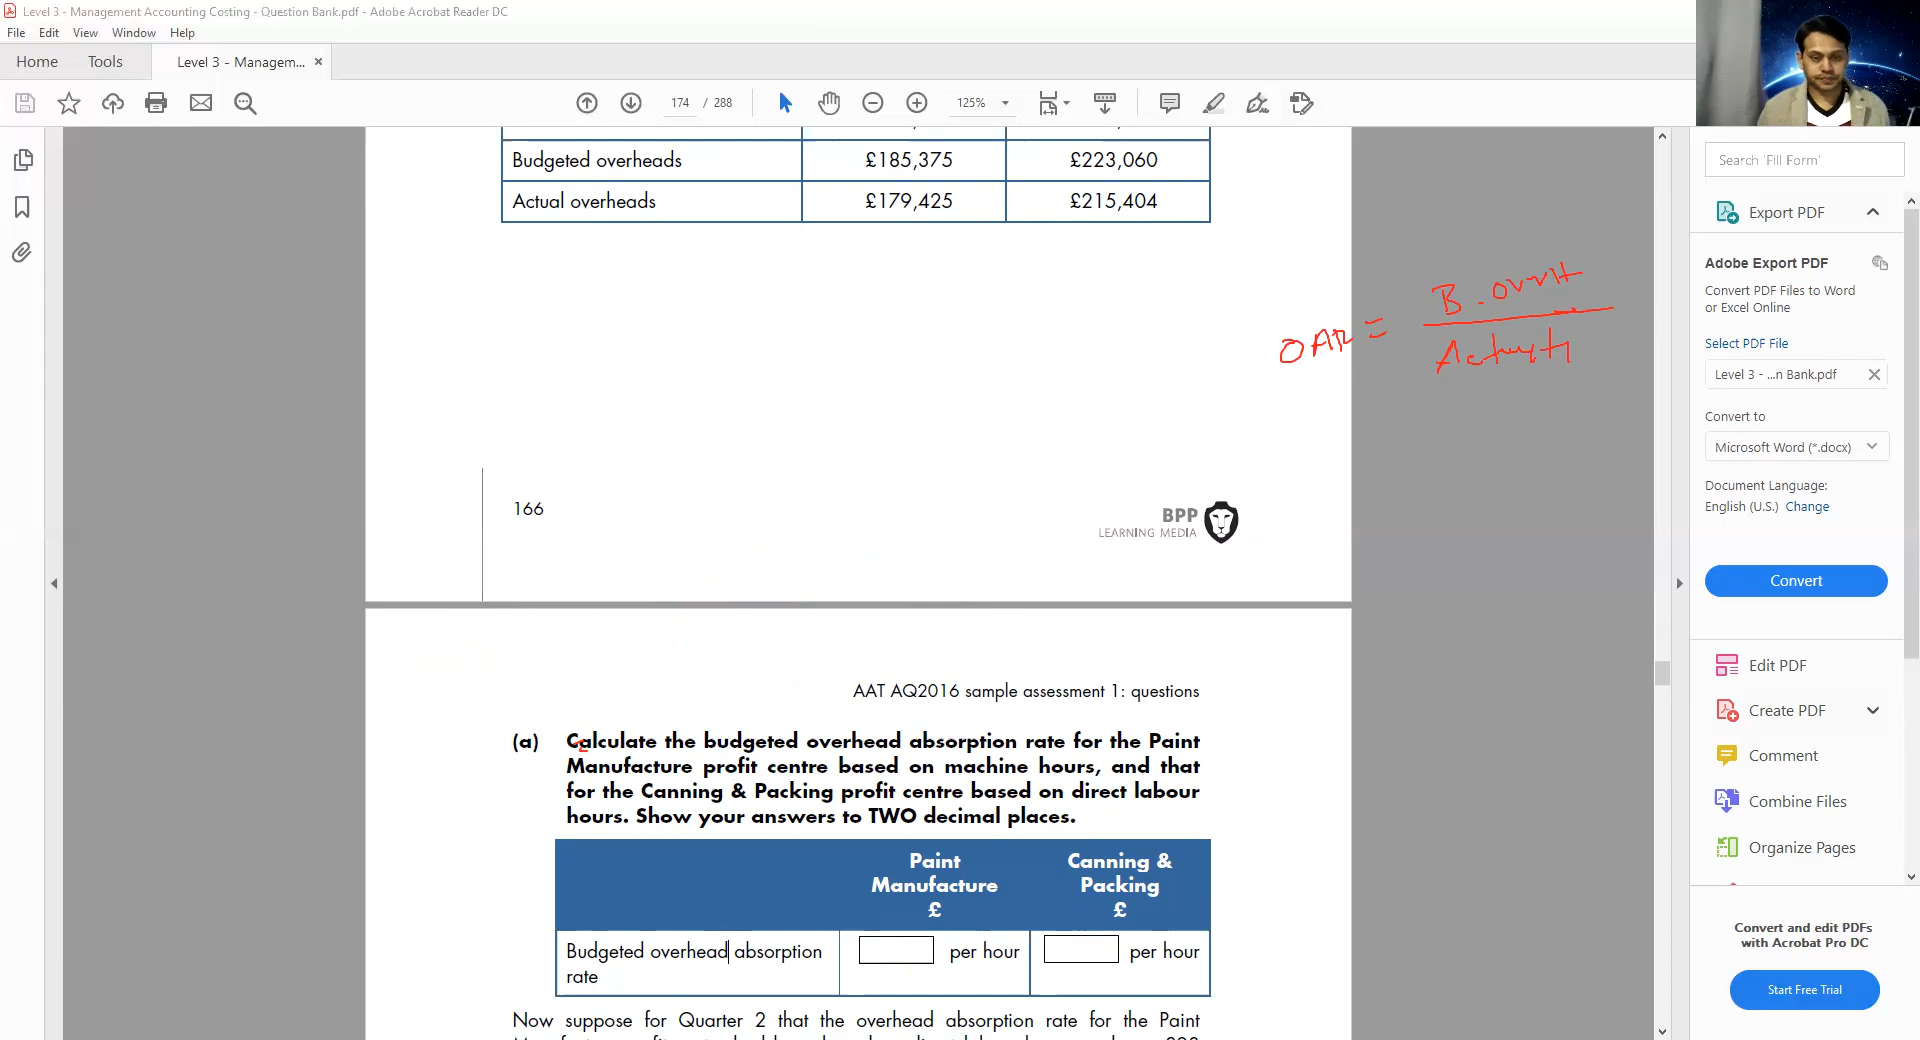 Level 3 - Management Accounting Costing - Question Bank.pdf - Adobe Acrobat Reader DC
File Edit View Window Help
Home Tools Level 3 - Managem... ×
174 / 288 125%
Budgeted overheads £185,375 £223,060
Actual overheads £179,425 £215,404
OAR =
166
BPP
LEARNING MEDIA
AAT AQ2016 sample assessment 1: questions
(a) Calculate the budgeted overhead absorption rate for the Paint
Manufacture profit centre based on machine hours, and that
for the Canning & Packing profit centre based on direct labour
hours. Show your answers to TWO decimal places.
Paint
Manufacture
£
Canning &
Packing
£
Budgeted overhead absorption
rate
per hour per hour
Now suppose for Quarter 2 that the overhead absorption rate for the Paint
Search 'Fill Form'
Export PDF
Adobe Export PDF
Convert PDF Files to Word
or Excel Online
Select PDF File
Level 3 - ...n Bank.pdf
Convert to
Microsoft Word (*.docx)
Document Language:
English (U.S.) Change
Convert
Edit PDF
Create PDF
Comment
Combine Files
Organize Pages
Convert and edit PDFs
with Acrobat Pro DC
Start Free Trial